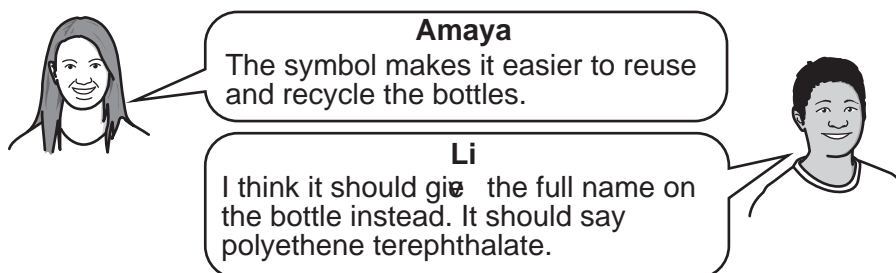 Amaya
The symbol makes it easier to reuse
and recycle the bottles.
Li
I think it should give the full name on
the bottle instead. It should say
polyethene terephthalate.